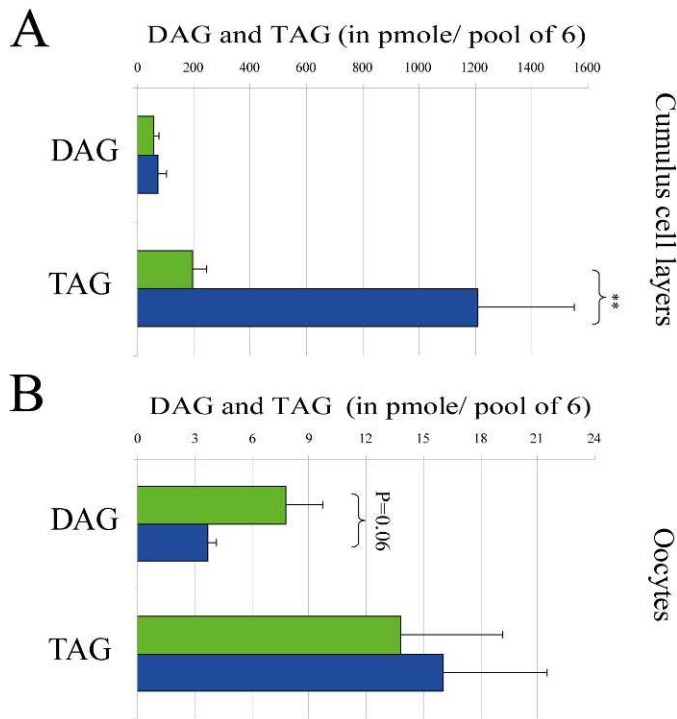 A
DAG and TAG (in pmole/ pool of 6)
0 200 400 600 800 1000 1200 1400 1600
DAG
TAG
**
Cumulus cell layers
B
DAG and TAG (in pmole/ pool of 6)
0 3 6 9 12 15 18 21 24
DAG
P=0.06
TAG
Oocytes